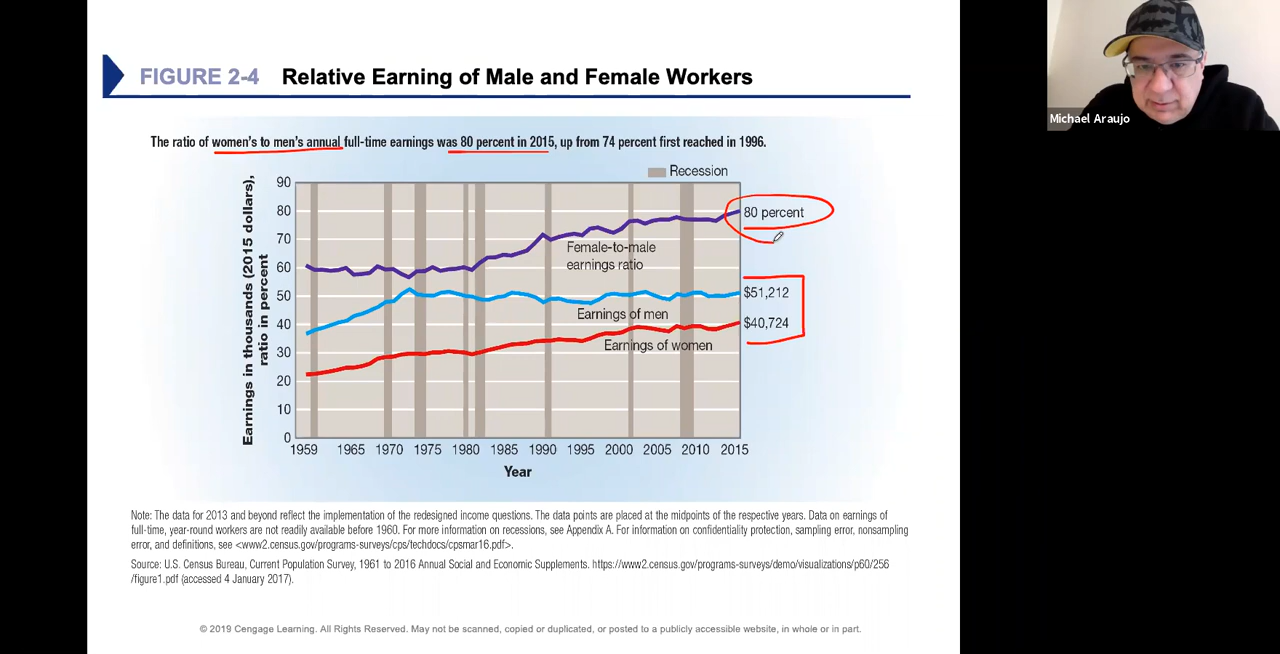 FIGURE 2-4 Relative Earning of Male and Female Workers
Michael Araujo
The ratio of women's to men's annual full-time earnings was 80 percent in 2015, up from 74 percent first reached in 1996.
Recession
Earnings in thousands (2015 dollars),
ratio in percent
90
80
70
60
50
40
30
20
10
0
80 percent
Female-to-male
earnings ratio
$51,212
Earnings of men
$40,724
Earnings of women
1959 1965 1970 1975 1980 1985 1990 1995 2000 2005 2010 2015
Year
Note: The data for 2013 and beyond reflect the implementation of the redesigned income questions. The data points are placed at the midpoints of the respective years. Data on earnings of
full-time, year-round workers are not readily available before 1960. For more information on recessions, see Appendix A. For information on confidentiality protection, sampling error, nonsampling
error, and definitions, see <www2.census.gov/programs-surveys/cps/techdocs/cpsmar16.pdf>.
Source: U.S. Census Bureau, Current Population Survey, 1961 to 2016 Annual Social and Economic Supplements. https://www2.census.gov/programs-surveys/demo/visualizations/p60/256
/figure1.pdf (accessed 4 January 2017).
© 2019 Cengage Learning. All Rights Reserved. May not be scanned, copied or duplicated, or posted to a publicly accessible website, in whole or in part.